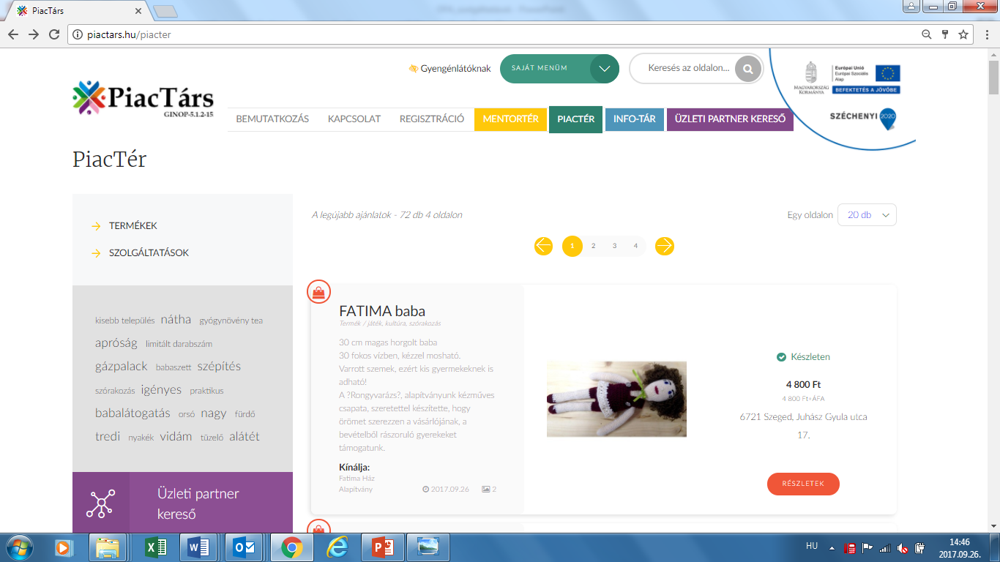 PiacTárs
piactars.hu/piacter
Gyengénlátóknak
SAJÁT MENÜM
Keresés az oldalon...
PiacTárs
GINOP-5.1.2-15
MAGYARORSZÁG
KORMÁNYA
Európai Unió
Európai Szociális
Alap
BEFEKTETÉS A JÖVŐBE
SZÉCHENYI 2020
BEMUTATKOZÁS KAPCSOLAT REGISZTRÁCIÓ MENTORTÉR PIACTÉR INFO-TÁR ÜZLETI PARTNER KERESŐ
PiacTér
TERMÉKEK
SZOLGÁLTATÁSOK
kisebb település nátha gyógynövény tea
apróság limitált darabszám
gázpalack babaszett szépítés
szórakozás igényes praktikus
babalátogatás orsó nagy fürdő
tredi nyakék vidám tüzelő alátét
Üzleti partner
kereső
A legújabb ajánlatok - 72 db 4 oldalon
Egy oldalon 20 db
1 2 3 4
FATIMA baba
Termék / játék, kultúra, szórakozás
30 cm magas horgolt baba
30 fokos vízben, kézzel mosható.
Varrott szemek, ezért kis gyermekeknek is
adható!
A ?Rongyvarázs?, alapítványunk kézműves
csapata, szeretettel készítette, hogy
örömet szerezzen a vásárlójának, a
bevételből rászoruló gyerekeket
támogatunk.
Kínálja:
Fatima Ház
Alapítvány
2017.09.26
2
Készleten
4 800 Ft
4 800 Ft+ÁFA
6721 Szeged, Juhász Gyula utca
17.
RÉSZLETEK
HU
14:46
2017.09.26.